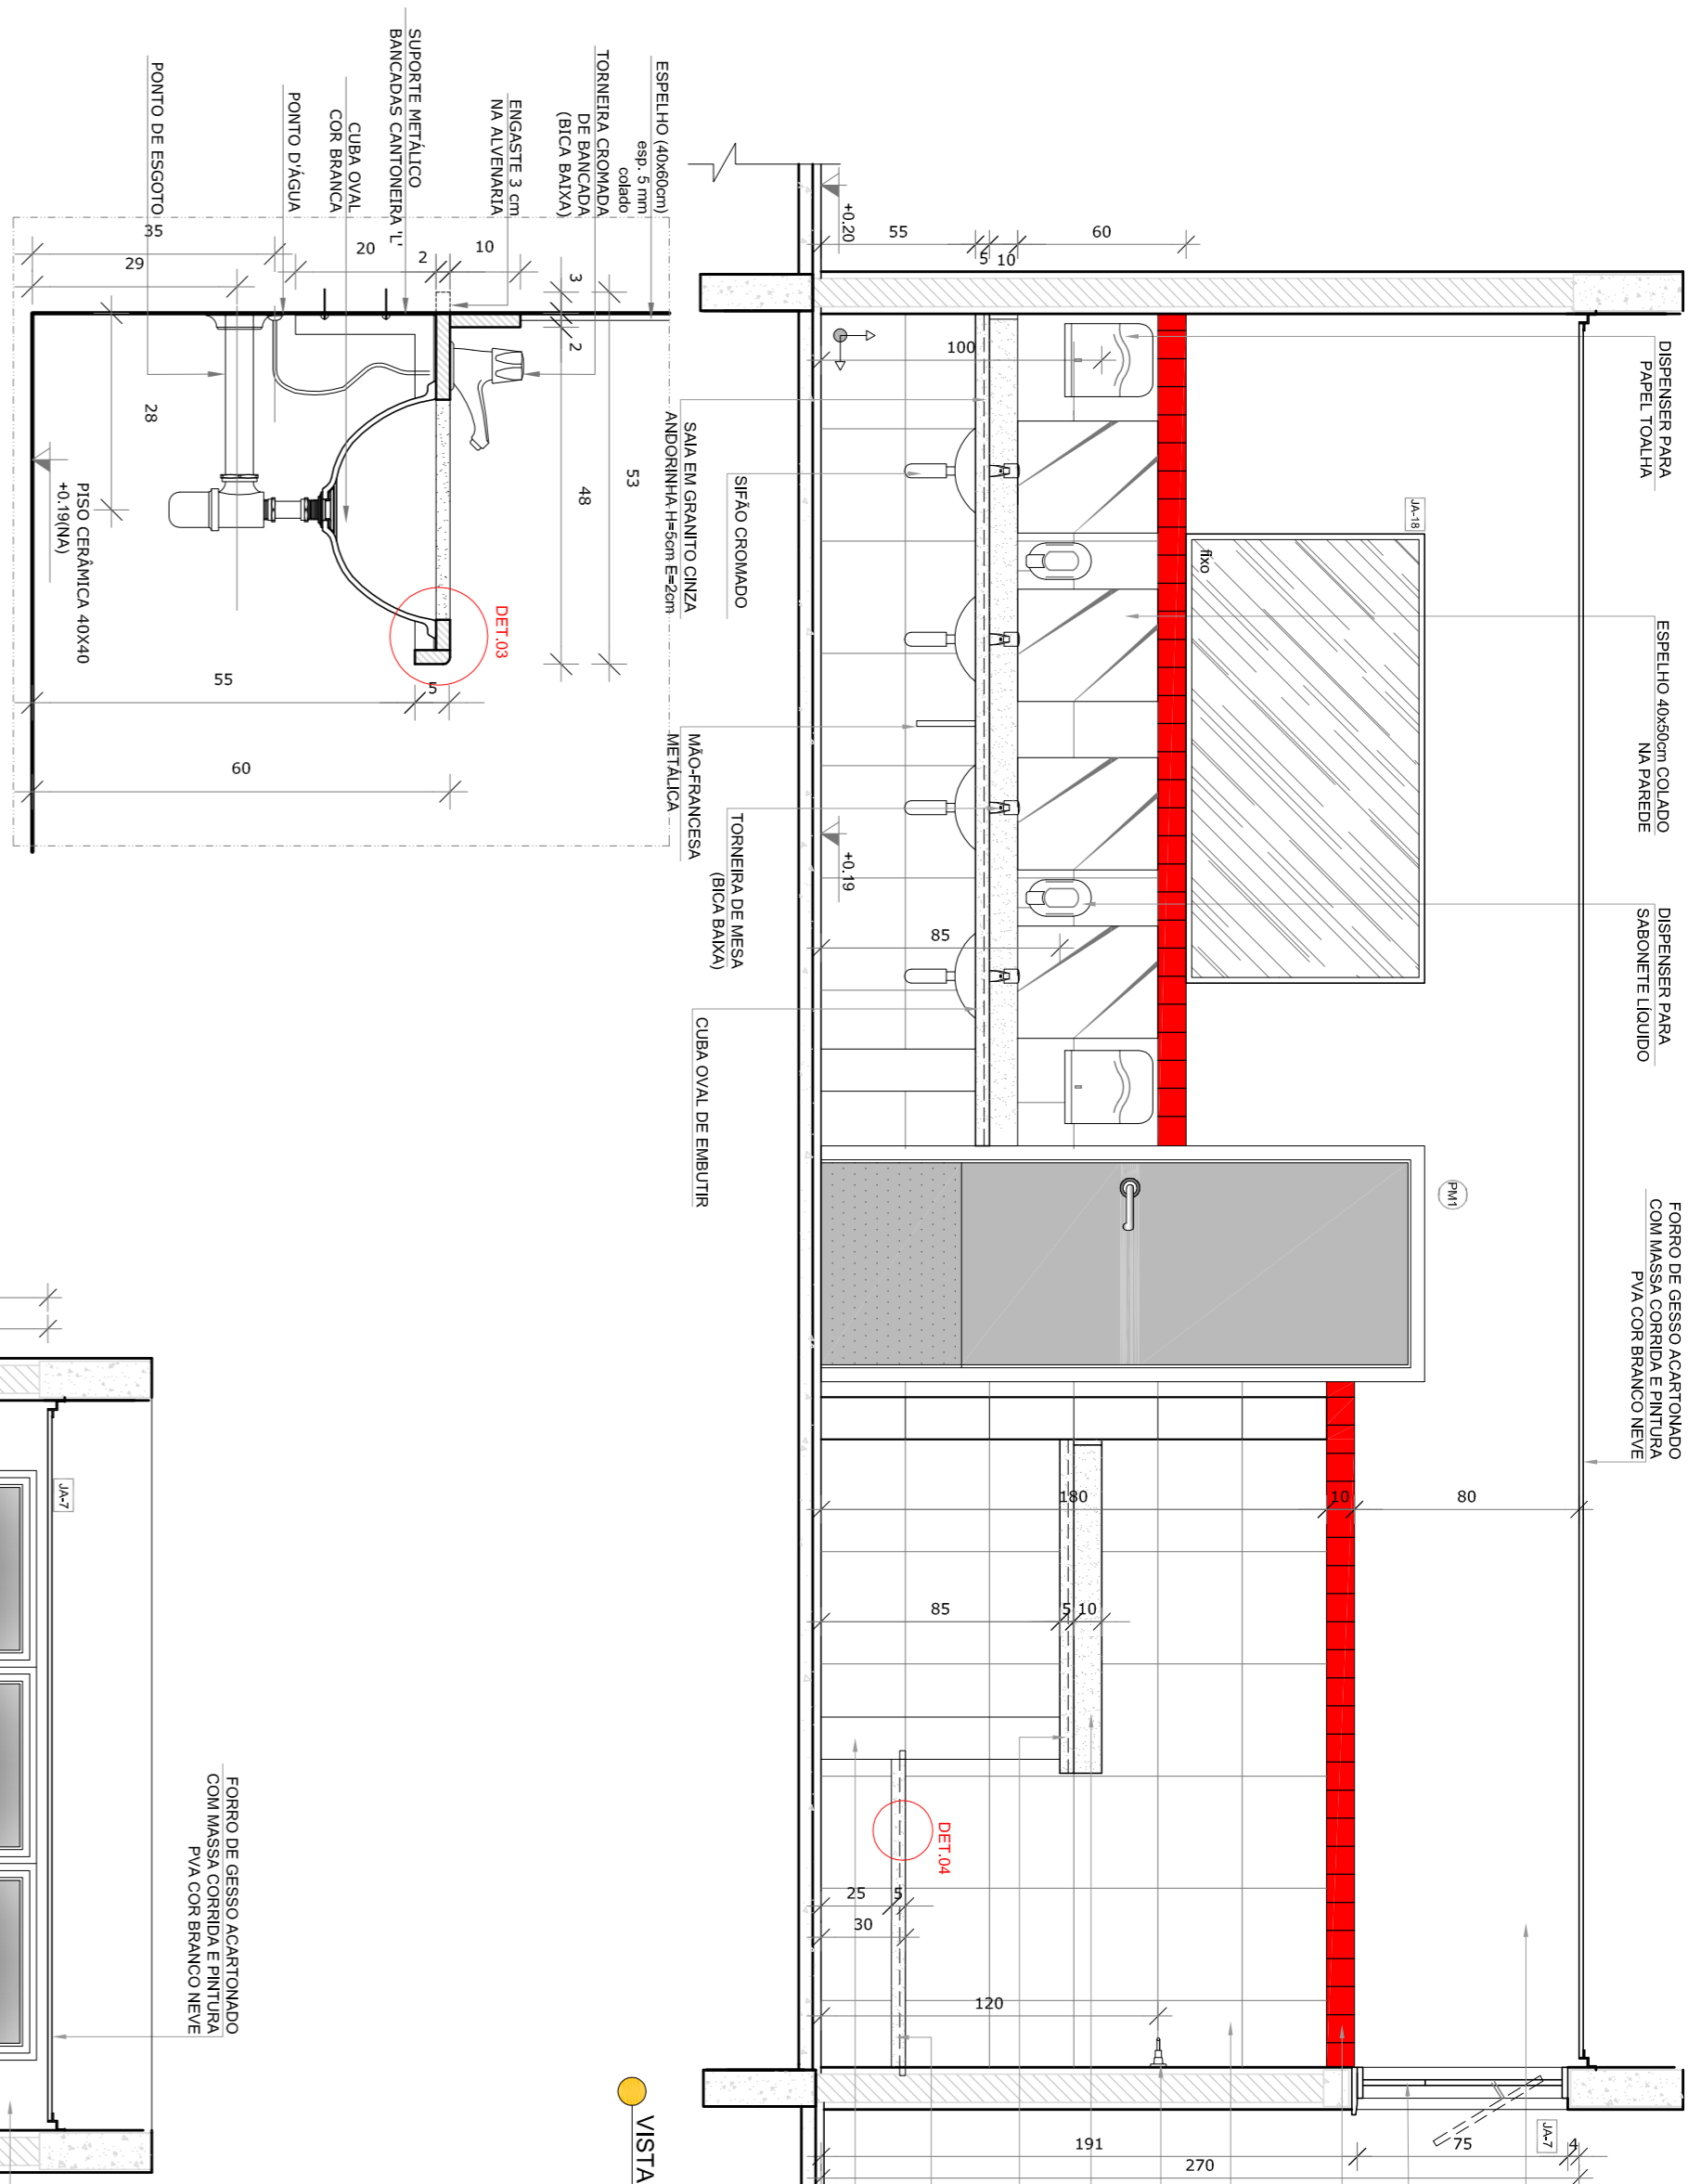 DISPENSER PARA
PAPEL TOALHA
ESPELHO 40x50cm COLADO
NA PAREDE
DISPENSER PARA
SABONETE LÍQUIDO
FORRO DE GESSO ACARTONADO
COM MASSA CORRIDA E PINTURA
PVA COR BRANCO NEVE
JA-18
fixo
PM1
+0.20
55
5
10
60
100
85
+0.19
180
10
80
85
5
10
DET.04
25
5
30
120
191
75
4
270
JA-7
SAIA EM GRANITO CINZA
ANDORINHA H=5cm E=2cm
SIFÃO CROMADO
MÃO-FRANCESA
METÁLICA
TORNEIRA DE MESA
(BICA BAIXA)
CUBA OVAL DE EMBUTIR
ESPELHO (40x60cm)
esp. 5 mm
colado
TORNEIRA CROMADA
DE BANCADA
(BICA BAIXA)
ENGASTE 3 cm
NA ALVENARIA
SUPORTE METÁLICO
BANCADAS CANTONEIRA 'L'
CUBA OVAL
COR BRANCA
PONTO D'ÁGUA
PONTO DE ESGOTO
35
29
20
2
10
3
2
28
53
48
DET.03
55
5
60
PISO CERÂMICA 40X40
+0.19(NA)
VISTA
JA-7
FORRO DE GESSO ACARTONADO
COM MASSA CORRIDA E PINTURA
PVA COR BRANCO NEVE